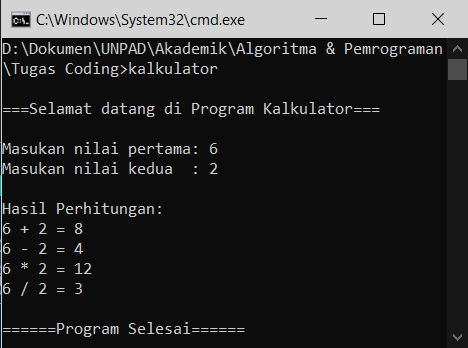 C:\Windows\System32\cmd.exe
D:\Dokumen\UNPAD\Akademik\Algoritma & Pemrograman
\Tugas Coding>kalkulator
===Selamat datang di Program Kalkulator===
Masukan nilai pertama: 6
Masukan nilai kedua  : 2
Hasil Perhitungan:
6 + 2 = 8
6 - 2 = 4
6 * 2 = 12
6 / 2 = 3
======Program Selesai======